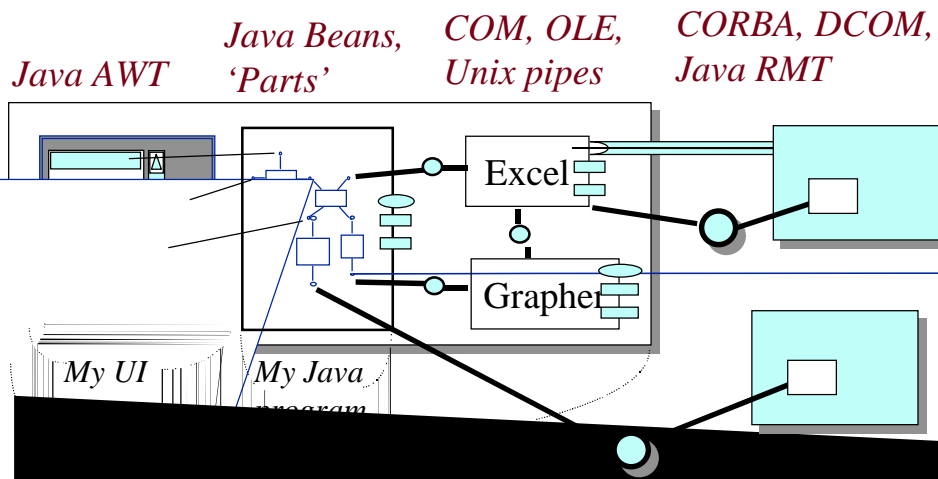 Java AWT
Java Beans,
‘Parts’
COM, OLE,
Unix pipes
CORBA, DCOM,
Java RMT
Excel
Grapher
My UI
My Java
program